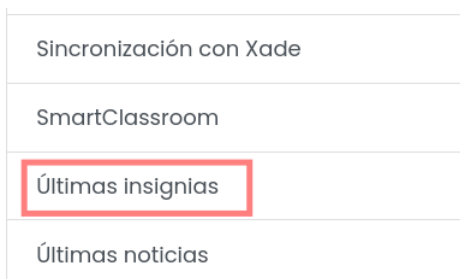 Sincronización con Xade
SmartClassroom
Últimas insignias
Últimas noticias